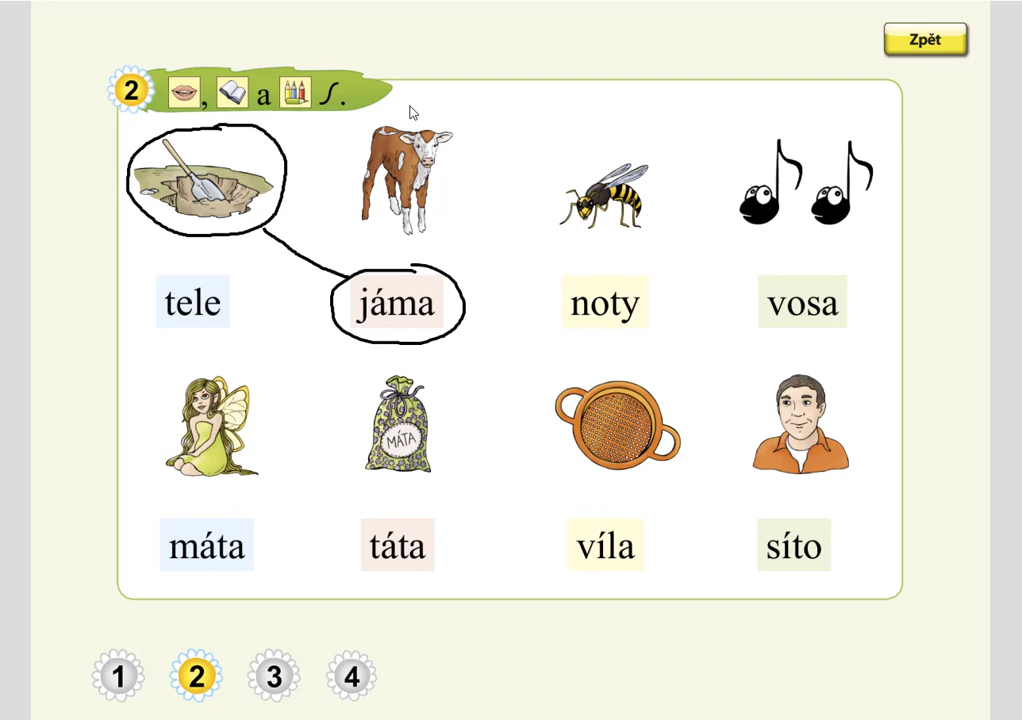 Zpět
2 , a .
tele jáma noty vosa
MÁTA
máta táta víla síto
1 2 3 4